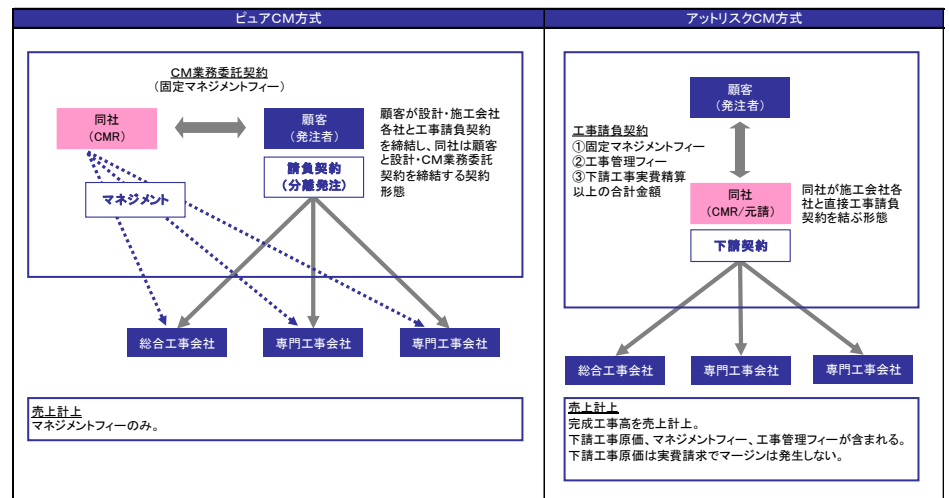 ピュアCM方式
CM業務委託契約
（固定マネジメントフィー）
同社
（CMR）
顧客
（発注者）
顧客が設計・施工会社
各社と工事請負契約
を締結し、同社は顧客
と設計・CM業務委託
契約を締結する契約
形態
請負契約
（分離発注）
マネジメント
総合工事会社
専門工事会社
専門工事会社
売上計上
マネジメントフィーのみ。
アットリスクCM方式
顧客
（発注者）
工事請負契約
①固定マネジメントフィー
②工事管理フィー
③下請工事実費精算
以上の合計金額
同社
（CMR/元請）
同社が施工会社各
社と直接工事請負
契約を結ぶ形態
下請契約
総合工事会社
専門工事会社
専門工事会社
売上計上
完成工事高を売上計上。
下請工事原価、マネジメントフィー、工事管理フィーが含まれる。
下請工事原価は実費請求でマージンは発生しない。